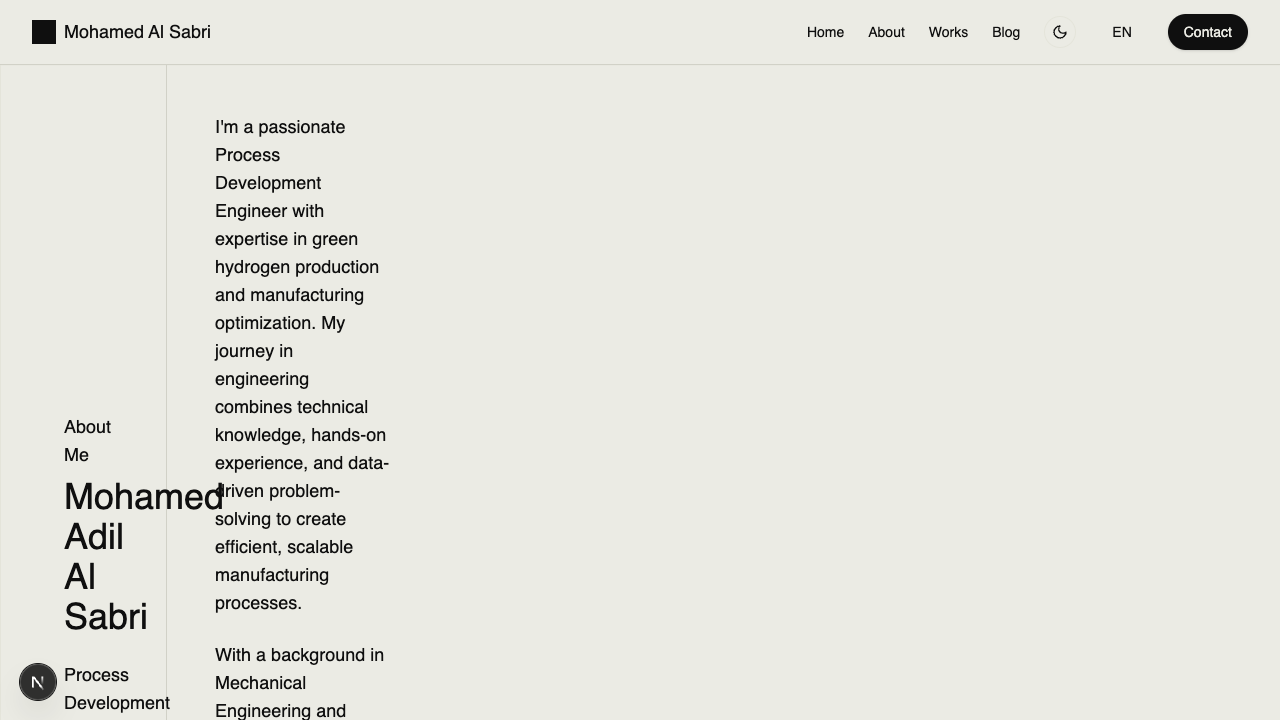 Mohamed Al Sabri
Home
About
Works
Blog
EN
Contact
About
Me
Mohamed
Adil
Al
Sabri
Process
Development
I'm a passionate
Process
Development
Engineer with
expertise in green
hydrogen production
and manufacturing
optimization. My
journey in
engineering
combines technical
knowledge, hands-on
experience, and data-
driven problem-
solving to create
efficient, scalable
manufacturing
processes.
With a background in
Mechanical
Engineering and